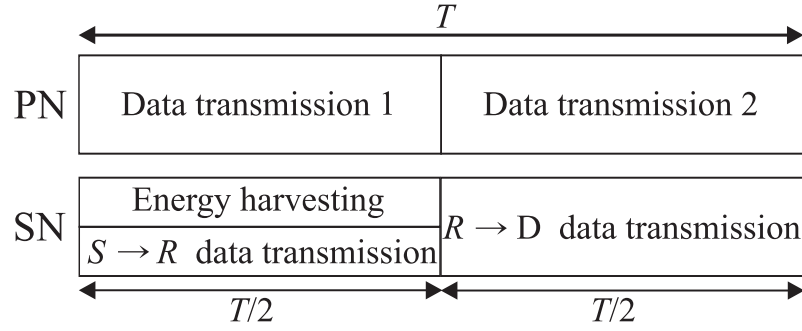 T
PN
Data transmission 1
Data transmission 2
SN
Energy harvesting
S → R data transmission
R → D data transmission
T/2
T/2